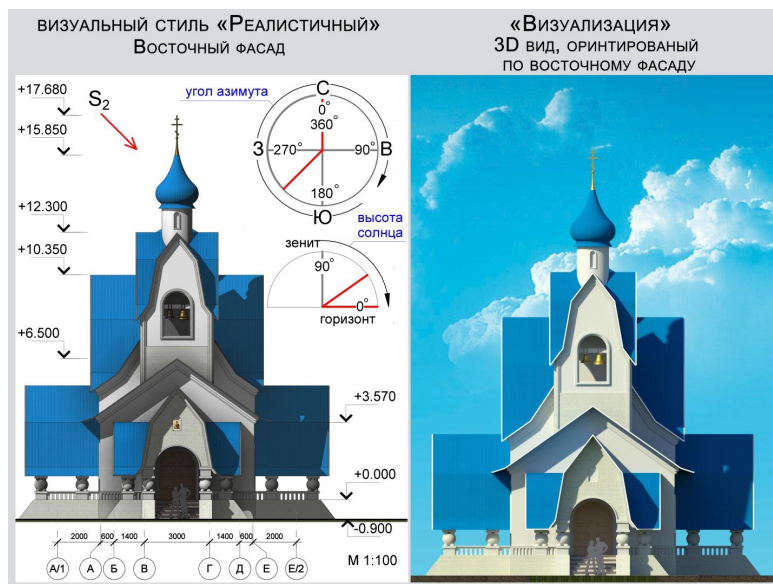 ВИЗУАЛЬНЫЙ СТИЛЬ «РЕАЛИСТИЧНЫЙ»
ВОСТОЧНЫЙ ФАСАД
«ВИЗУАЛИЗАЦИЯ»
3D ВИД, ОРИНТИРОВАНЫЙ
ПО ВОСТОЧНОМУ ФАСАДУ
+17.680
S2
+15.850
+12.300
+10.350
+6.500
угол азимута
С
0°
360°
З
270°
90°
В
180°
Ю
высота
солнца
зенит
90°
0°
горизонт
+3.570
+0.000
-0.900
2000
600
1400
3000
1400
600
2000
А/1
А
Б
В
Г
Д
Е
Е/2
М 1:100